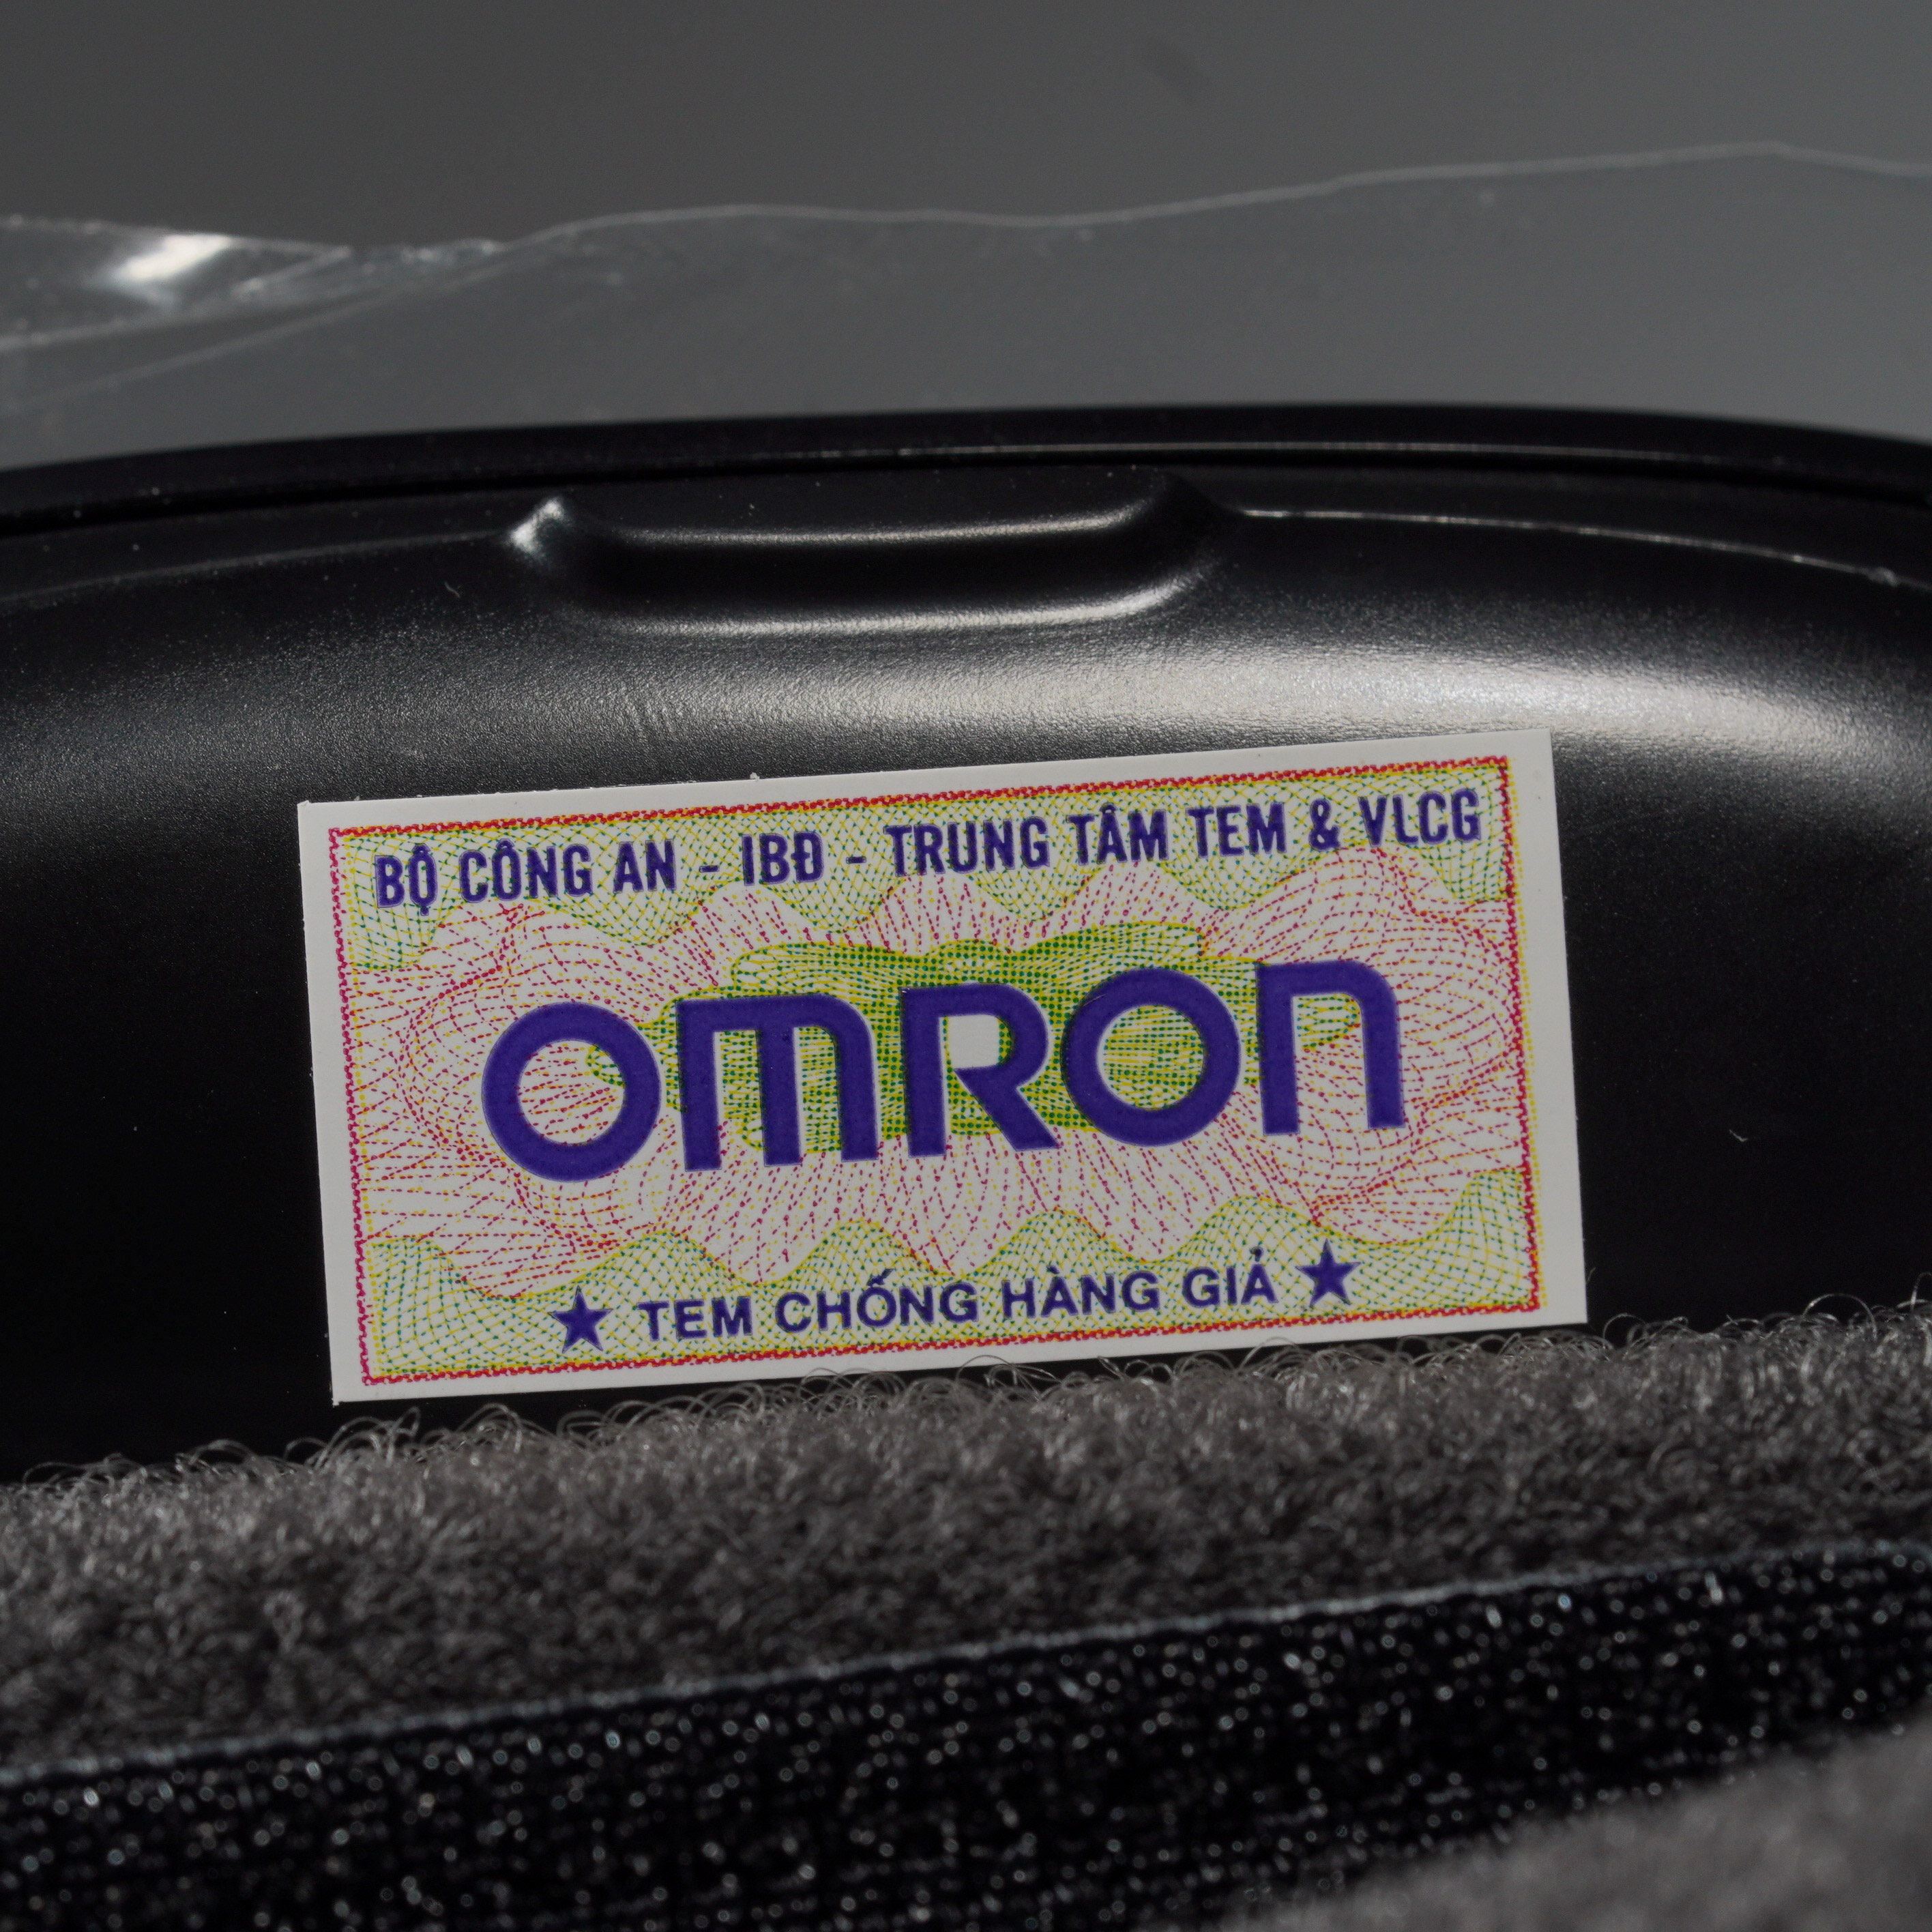 BỘ CÔNG AN - IBĐ - TRUNG TÂM TEM & VLCG
OMRON
★ TEM CHỐNG HÀNG GIẢ ★